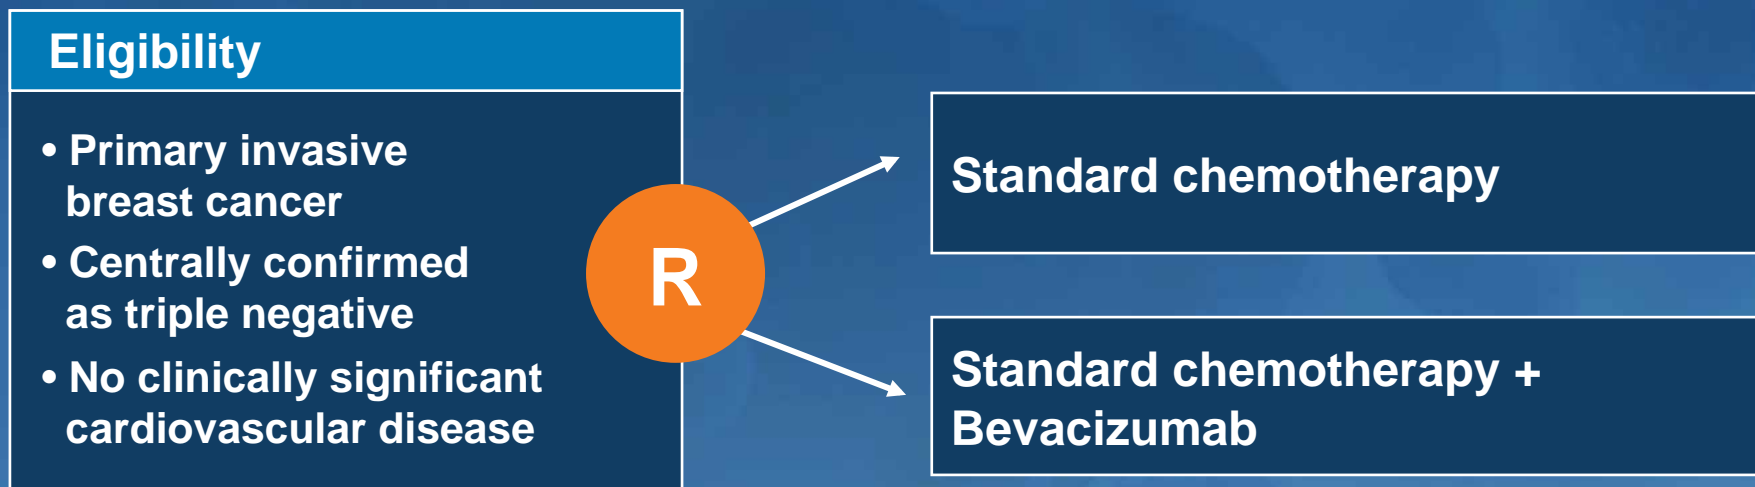 Eligibility
• Primary invasive
breast cancer
• Centrally confirmed
as triple negative
• No clinically significant
cardiovascular disease
R
Standard chemotherapy
Standard chemotherapy +
Bevacizumab